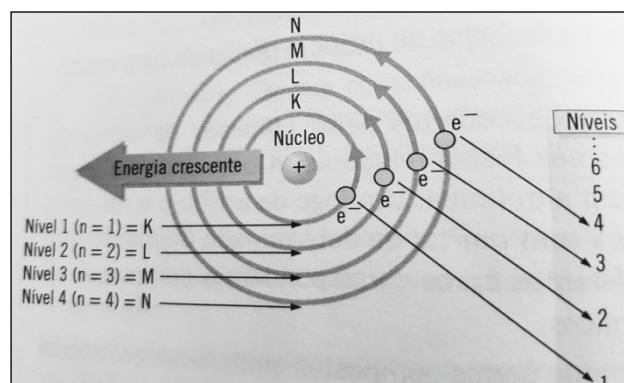 N
M
L
K
Núcleo
+
Energia crescente
e−
e−
e−
e−
Nível 1 (n = 1) = K
Nível 2 (n = 2) = L
Nível 3 (n = 3) = M
Nível 4 (n = 4) = N
Níveis
⋮
6
5
4
3
2
1